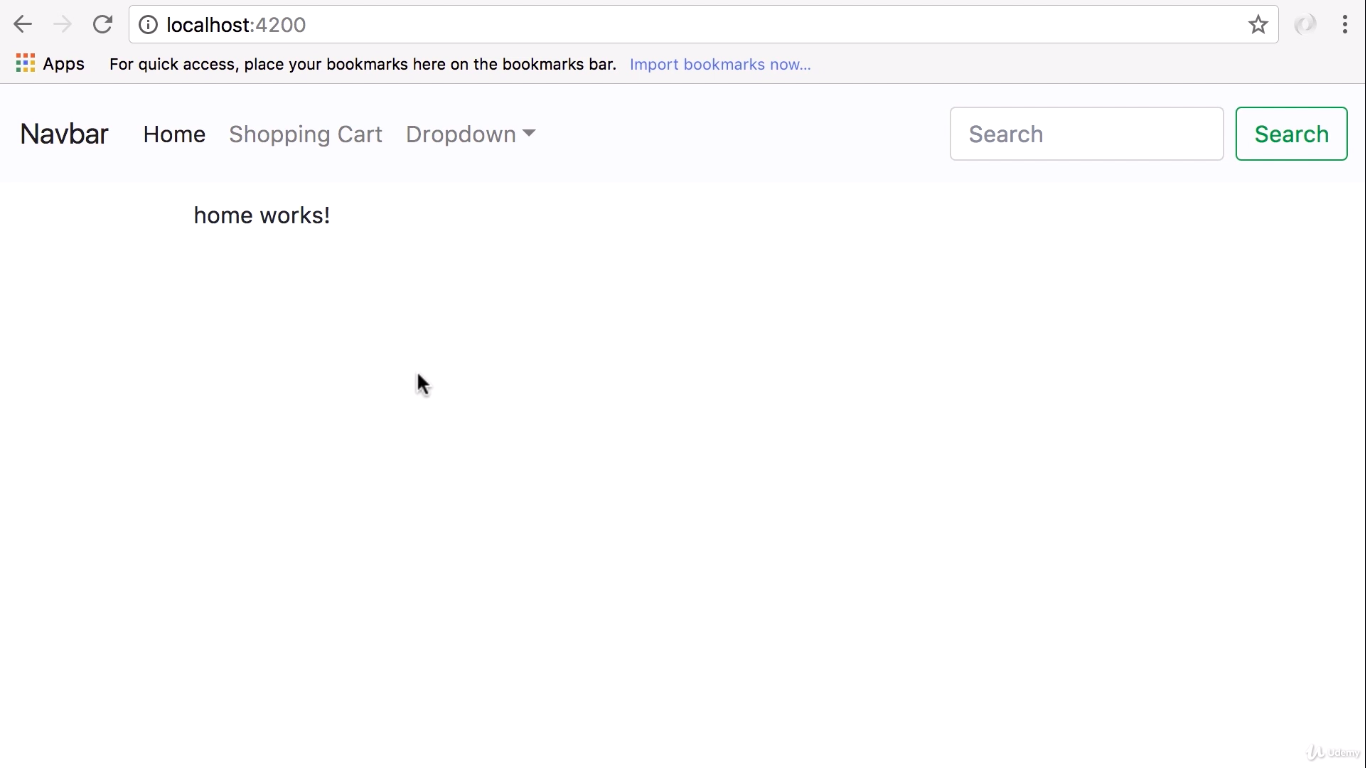 localhost:4200
Apps For quick access, place your bookmarks here on the bookmarks bar. Import bookmarks now...
Navbar Home Shopping Cart Dropdown Search Search
home works!
Udemy